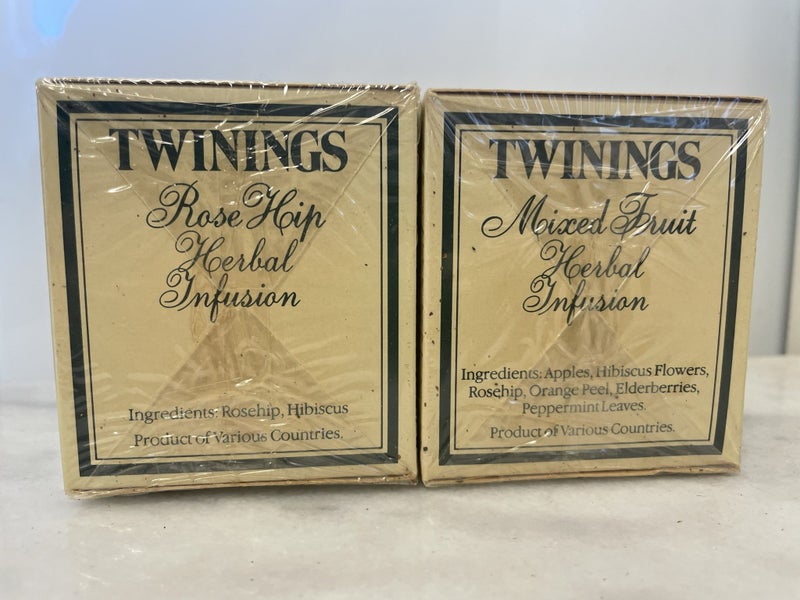 TWININGS
Rose Hip
Herbal
Infusion
Ingredients: Rosehip, Hibiscus
Product of Various Countries.
TWININGS
Mixed Fruit
Herbal
Infusion
Ingredients: Apples, Hibiscus Flowers,
Rosehip, Orange Peel, Elderberries,
Peppermint Leaves.
Product of Various Countries.